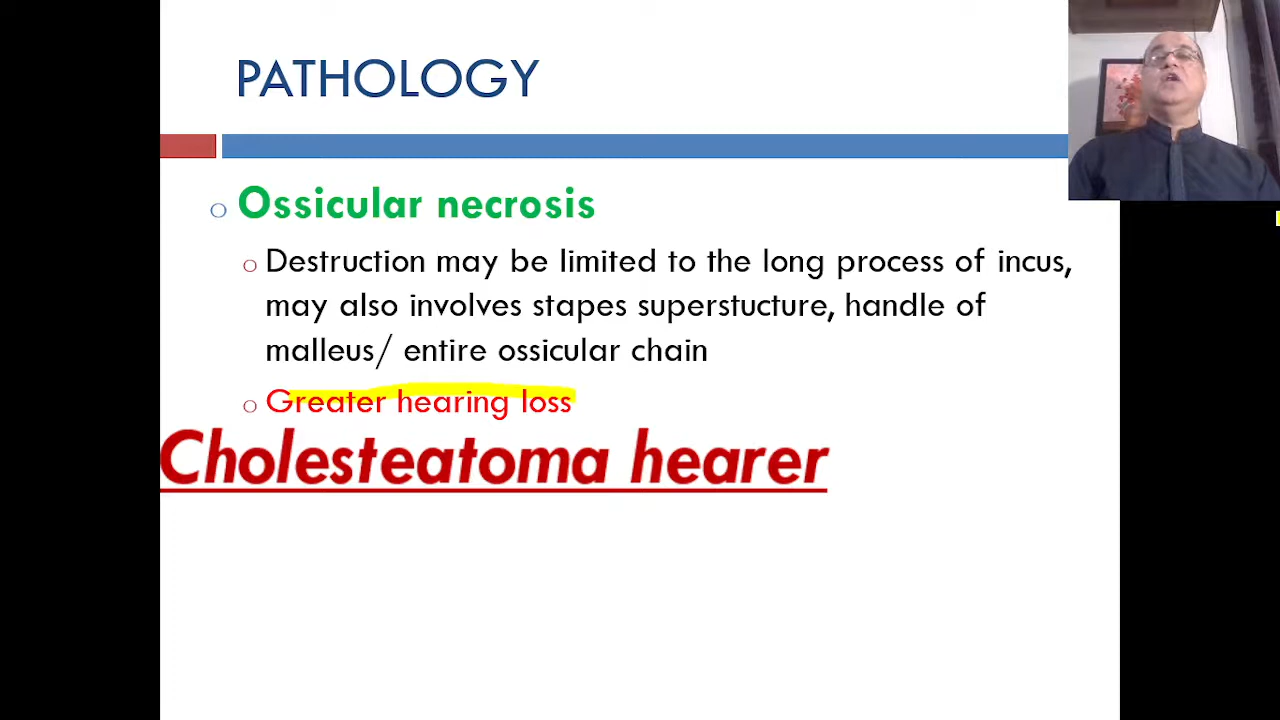 PATHOLOGY
Ossicular necrosis
Destruction may be limited to the long process of incus,
may also involves stapes superstucture, handle of
malleus/ entire ossicular chain
Greater hearing loss
Cholesteatoma hearer